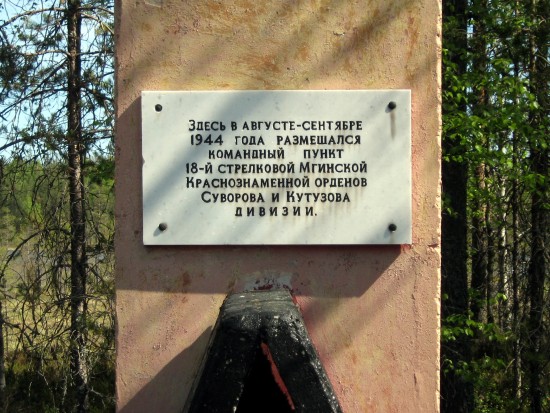 Здесь в августе-сентябре
1944 года размещался
командный пункт
18-й стрелковой Мгинской
Краснознаменной орденов
Суворова и Кутузова
дивизии.